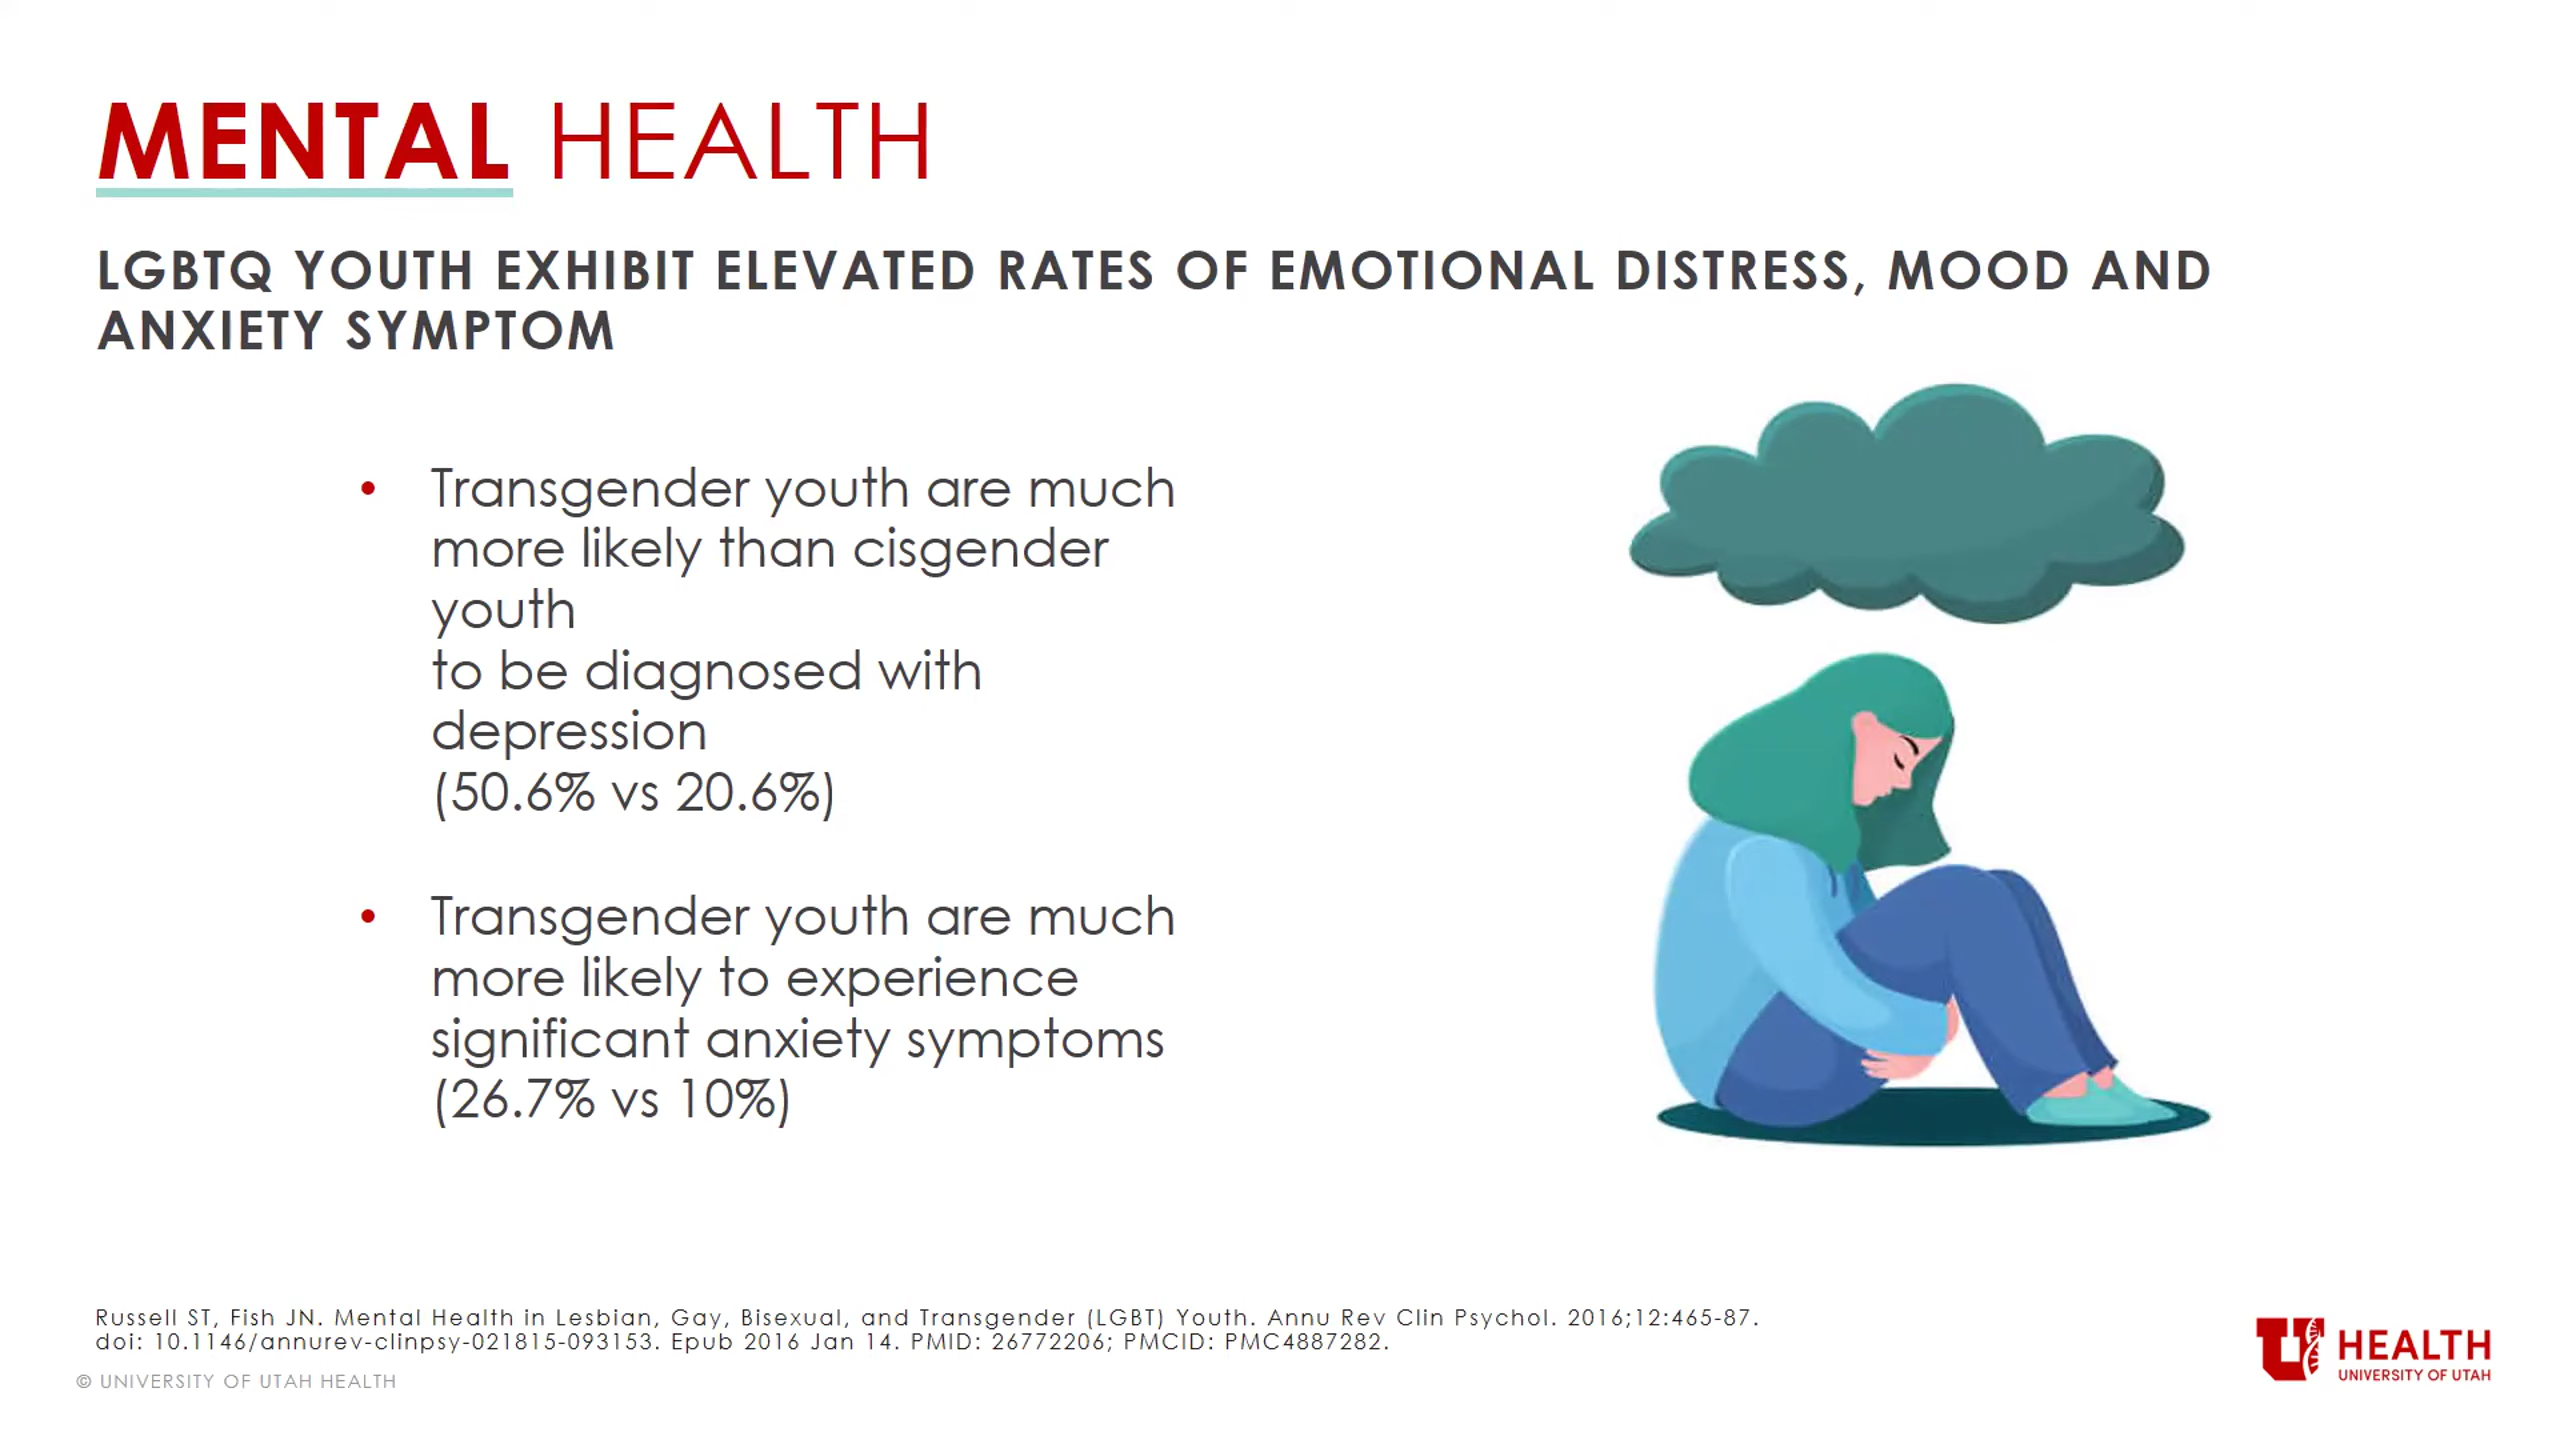 MENTAL HEALTH
LGBTQ YOUTH EXHIBIT ELEVATED RATES OF EMOTIONAL DISTRESS, MOOD AND
ANXIETY SYMPTOM
• Transgender youth are much
more likely than cisgender
youth
to be diagnosed with
depression
(50.6% vs 20.6%)
• Transgender youth are much
more likely to experience
significant anxiety symptoms
(26.7% vs 10%)
Russell ST, Fish JN. Mental Health in Lesbian, Gay, Bisexual, and Transgender (LGBT) Youth. Annu Rev Clin Psychol. 2016;12:465-87.
doi: 10.1146/annurev-clinpsy-021815-093153. Epub 2016 Jan 14. PMID: 26772206; PMCID: PMC4887282.
© UNIVERSITY OF UTAH HEALTH
U HEALTH
UNIVERSITY OF UTAH